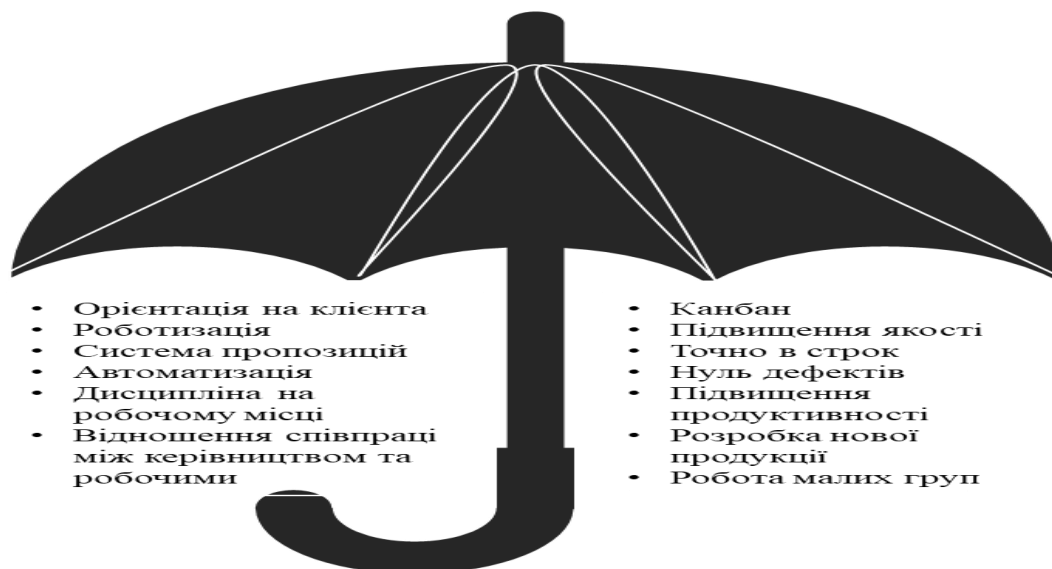 • Орієнтація на клієнта
• Роботизація
• Система пропозицій
• Автоматизація
• Дисципліна на
робочому місці
• Відношення співпраці
між керівництвом та
робочими
• Канбан
• Підвищення якості
• Точно в строк
• Нуль дефектів
• Підвищення
продуктивності
• Розробка нової
продукції
• Робота малих груп